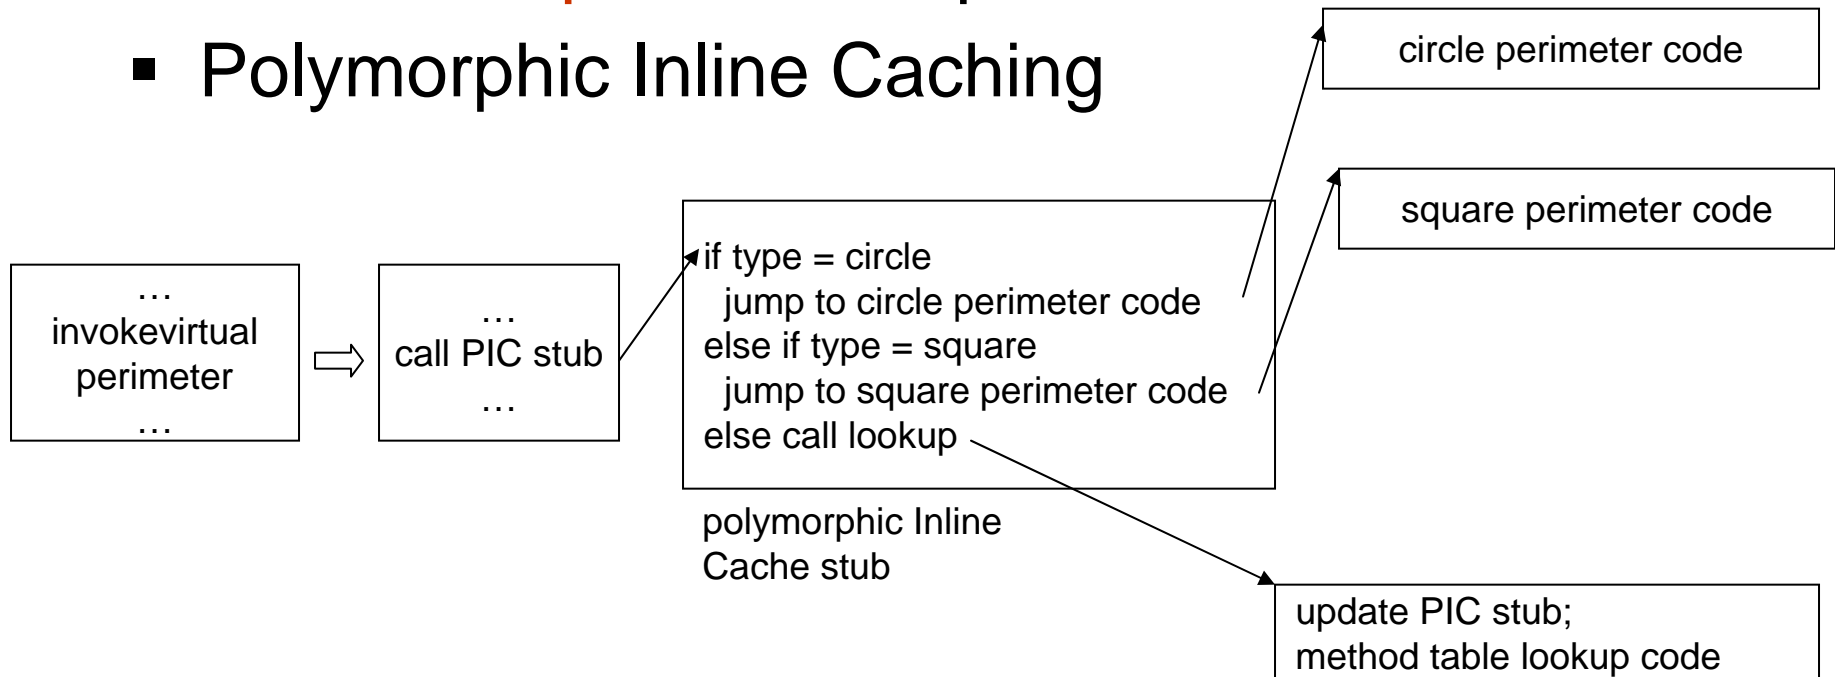 ▪ Polymorphic Inline Caching
circle perimeter code
square perimeter code
…
invokevirtual
perimeter
…
…
call PIC stub
…
if type = circle
jump to circle perimeter code
else if type = square
jump to square perimeter code
else call lookup
polymorphic Inline
Cache stub
update PIC stub;
method table lookup code